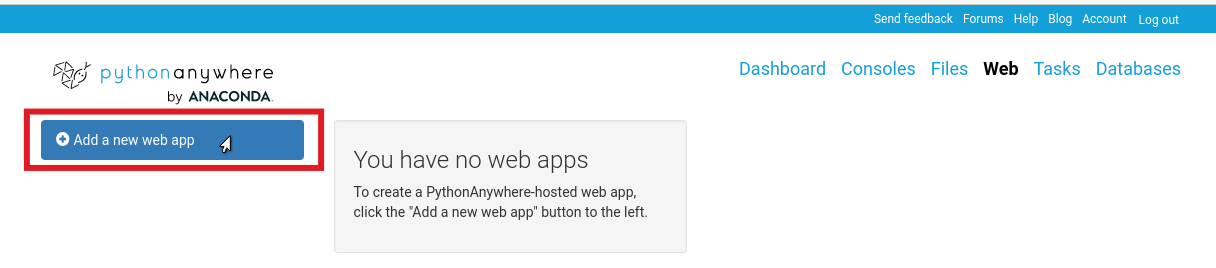 Send feedback Forums Help Blog Account Log out
pythonanywhere
by ANACONDA.
Dashboard Consoles Files Web Tasks Databases
Add a new web app
You have no web apps
To create a PythonAnywhere-hosted web app,
click the "Add a new web app" button to the left.